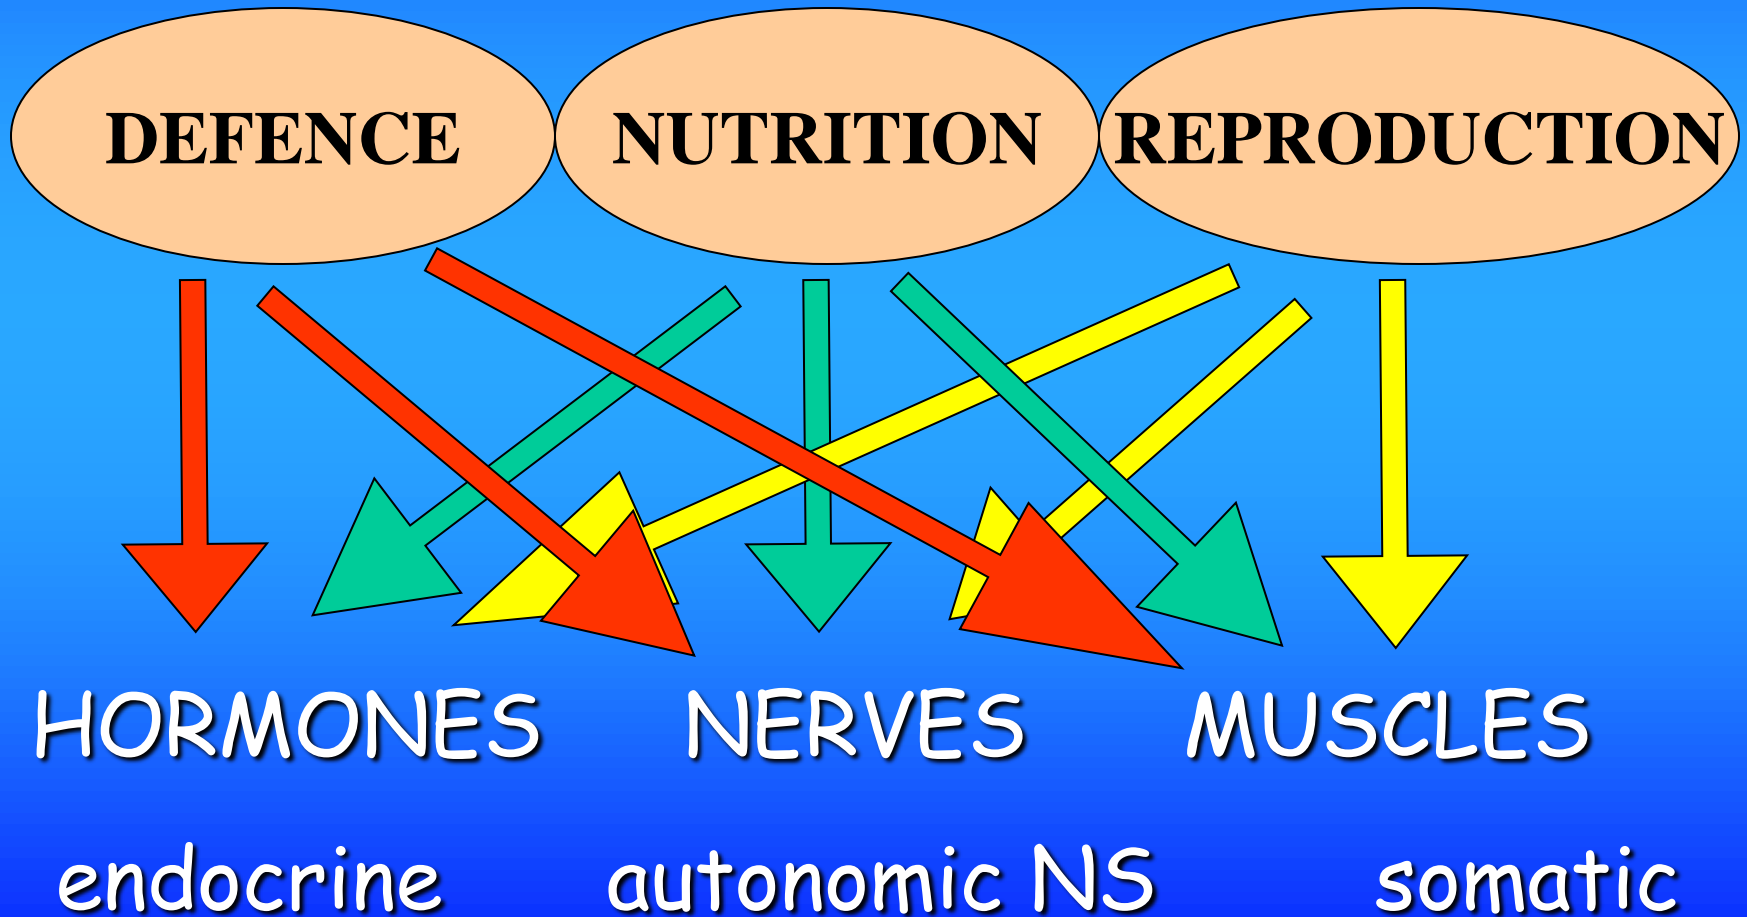 DEFENCE NUTRITION REPRODUCTION
HORMONES NERVES MUSCLES
endocrine autonomic NS somatic